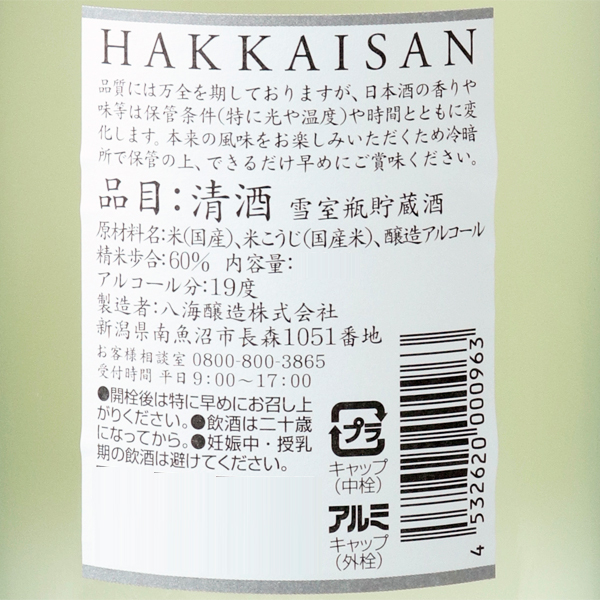 HAKKAISAN
品質には万全を期しておりますが、日本酒の香りや
味等は保管条件(特に光や温度)や時間とともに変
化します。本来の風味をお楽しみいただくため冷暗
所で保管の上、できるだけ早めにご賞味ください。
品目:清酒 雪室瓶貯蔵酒
原材料名:米(国産)、米こうじ(国産米)、醸造アルコール
精米歩合:60% 内容量:
アルコール分:19度
製造者:八海醸造株式会社
新潟県南魚沼市長森1051番地
お客様相談室 0800-800-3865
受付時間 平日 9:00〜17:00
●開栓後は特に早めにお召し上
がりください。●飲酒は二十歳
になってから。●妊娠中・授乳
期の飲酒は避けてください。
プラ
キャップ
(中栓)
アルミ
キャップ
(外栓)
4 532620 000963